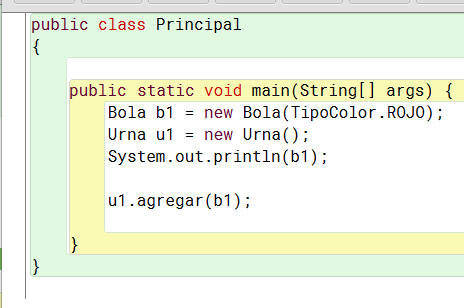 public class Principal
{
public static void main(String[] args) {
Bola b1 = new Bola(TipoColor.ROJO);
Urna u1 = new Urna();
System.out.println(b1);
u1.agregar(b1);
}
}